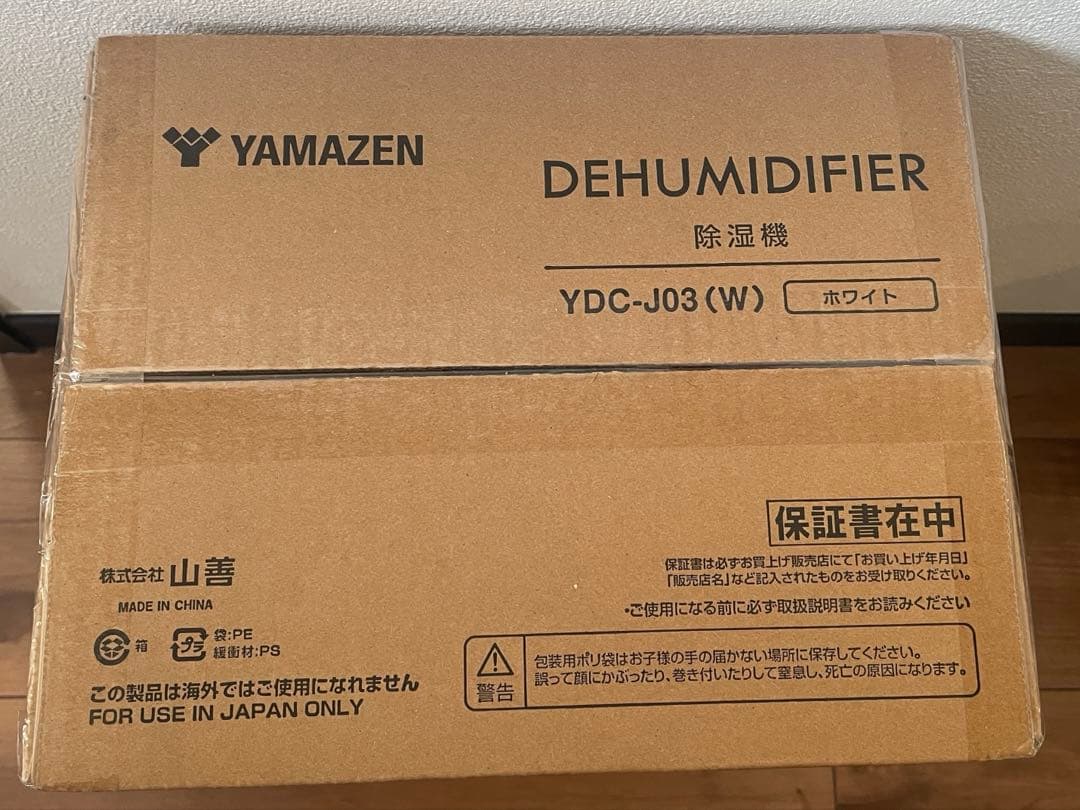 YAMAZEN
DEHUMIDIFIER
除湿機
YDC-J03(W) ホワイト
保証書在中
保証書は必ずお買上げ販売店にて「お買い上げ年月日」
「販売店名」など記入されたものをお受け取りください。
・ご使用になる前に必ず取扱説明書をお読みください
警告
包装用ポリ袋はお子様の手の届かない場所に保存してください。
誤って顔にかぶったり、巻き付いたりして窒息し、死亡の原因になります。
株式会社 山善
MADE IN CHINA
箱
プラ
袋:PE
緩衝材:PS
この製品は海外ではご使用になれません
FOR USE IN JAPAN ONLY